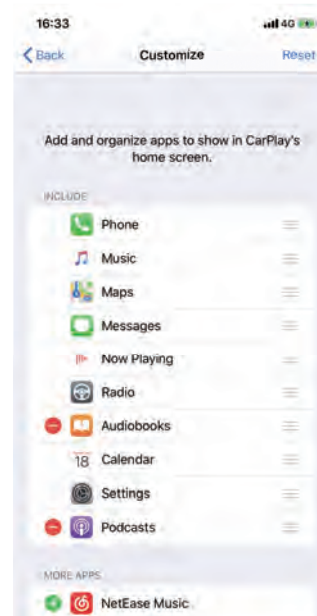 16:33
4G
Back
Customize
Reset
Add and organize apps to show in CarPlay's
home screen.
INCLUDE
Phone
Music
Maps
Messages
Now Playing
Radio
Audiobooks
18 Calendar
Settings
Podcasts
MORE APPS
NetEase Music